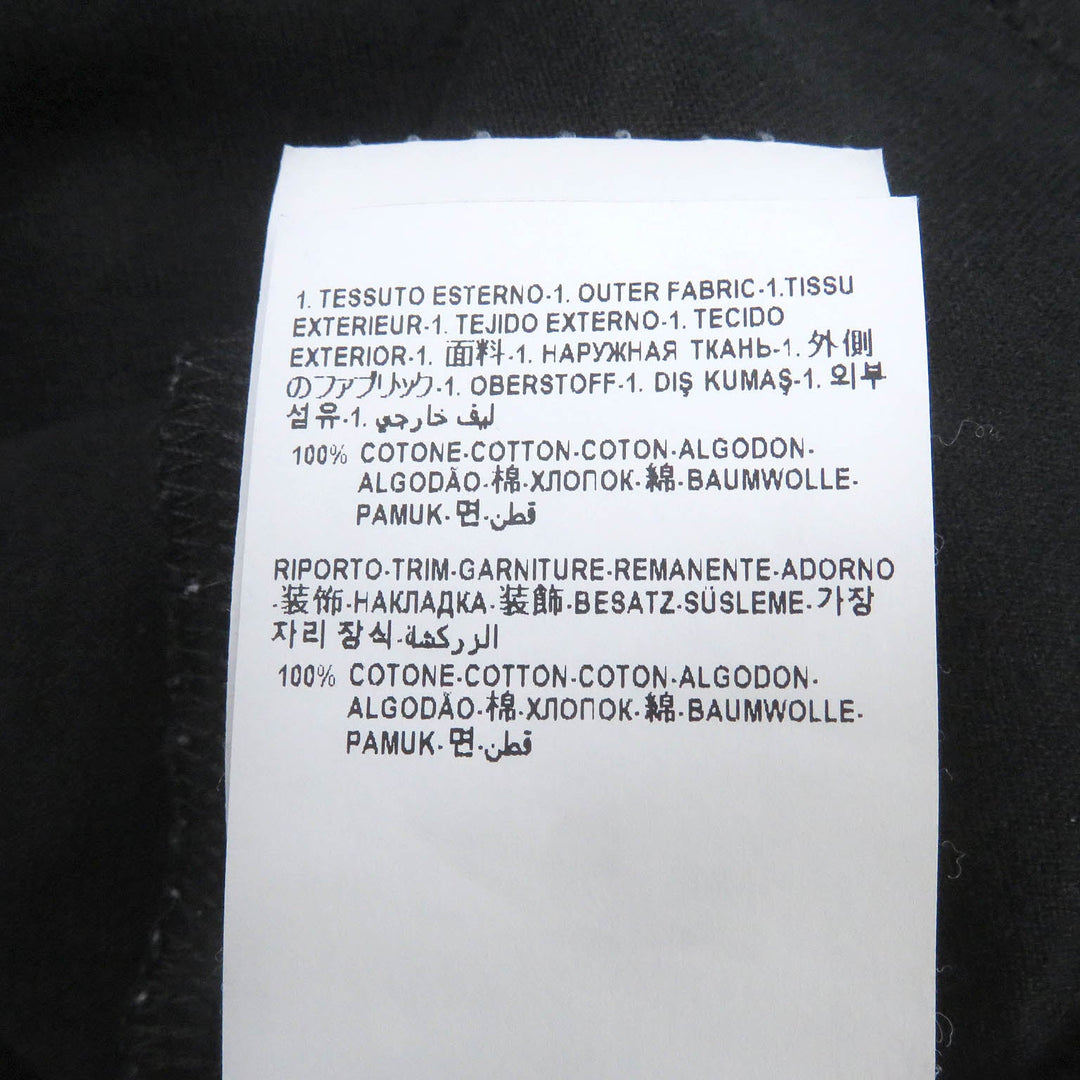 1. TESSUTO ESTERNO-1. OUTER FABRIC-1.TISSU
EXTERIEUR-1. TEJIDO EXTERNO-1. TECIDO
EXTERIOR-1. 面料-1. НАРУЖНАЯ ТКАНЬ-1. 外側
のファブリック-1. OBERSTOFF-1. DIŞ KUMAŞ-1. 외부
섬유-1. ليف خارجي
100% COTONE-COTTON-COTON-ALGODON-
ALGODÃO-棉-ХЛОПОК-綿-BAUMWOLLE-
PAMUK-면-قطن
RIPORTO-TRIM-GARNITURE-REMANENTE-ADORNO
-装饰-НАКЛАДКА-装飾-BESATZ-SÜSLEME-가장
자리 장식-الزركشة
100% COTONE-COTTON-COTON-ALGODON-
ALGODÃO-棉-ХЛОПОК-綿-BAUMWOLLE-
PAMUK-면-قطن